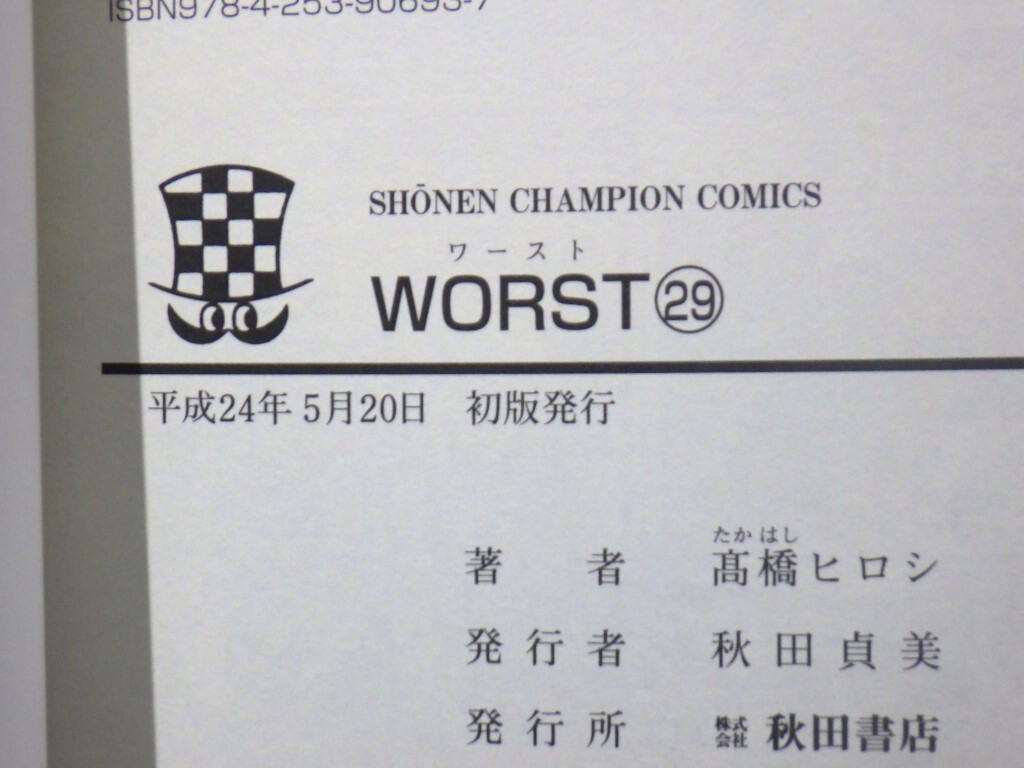 ISBN978-4-253-90693-7
SHŌNEN CHAMPION COMICS
ワースト
WORST㉙
平成24年5月20日 初版発行
たかはし
著者 髙橋ヒロシ
発行者 秋田貞美
発行所 株式会社 秋田書店